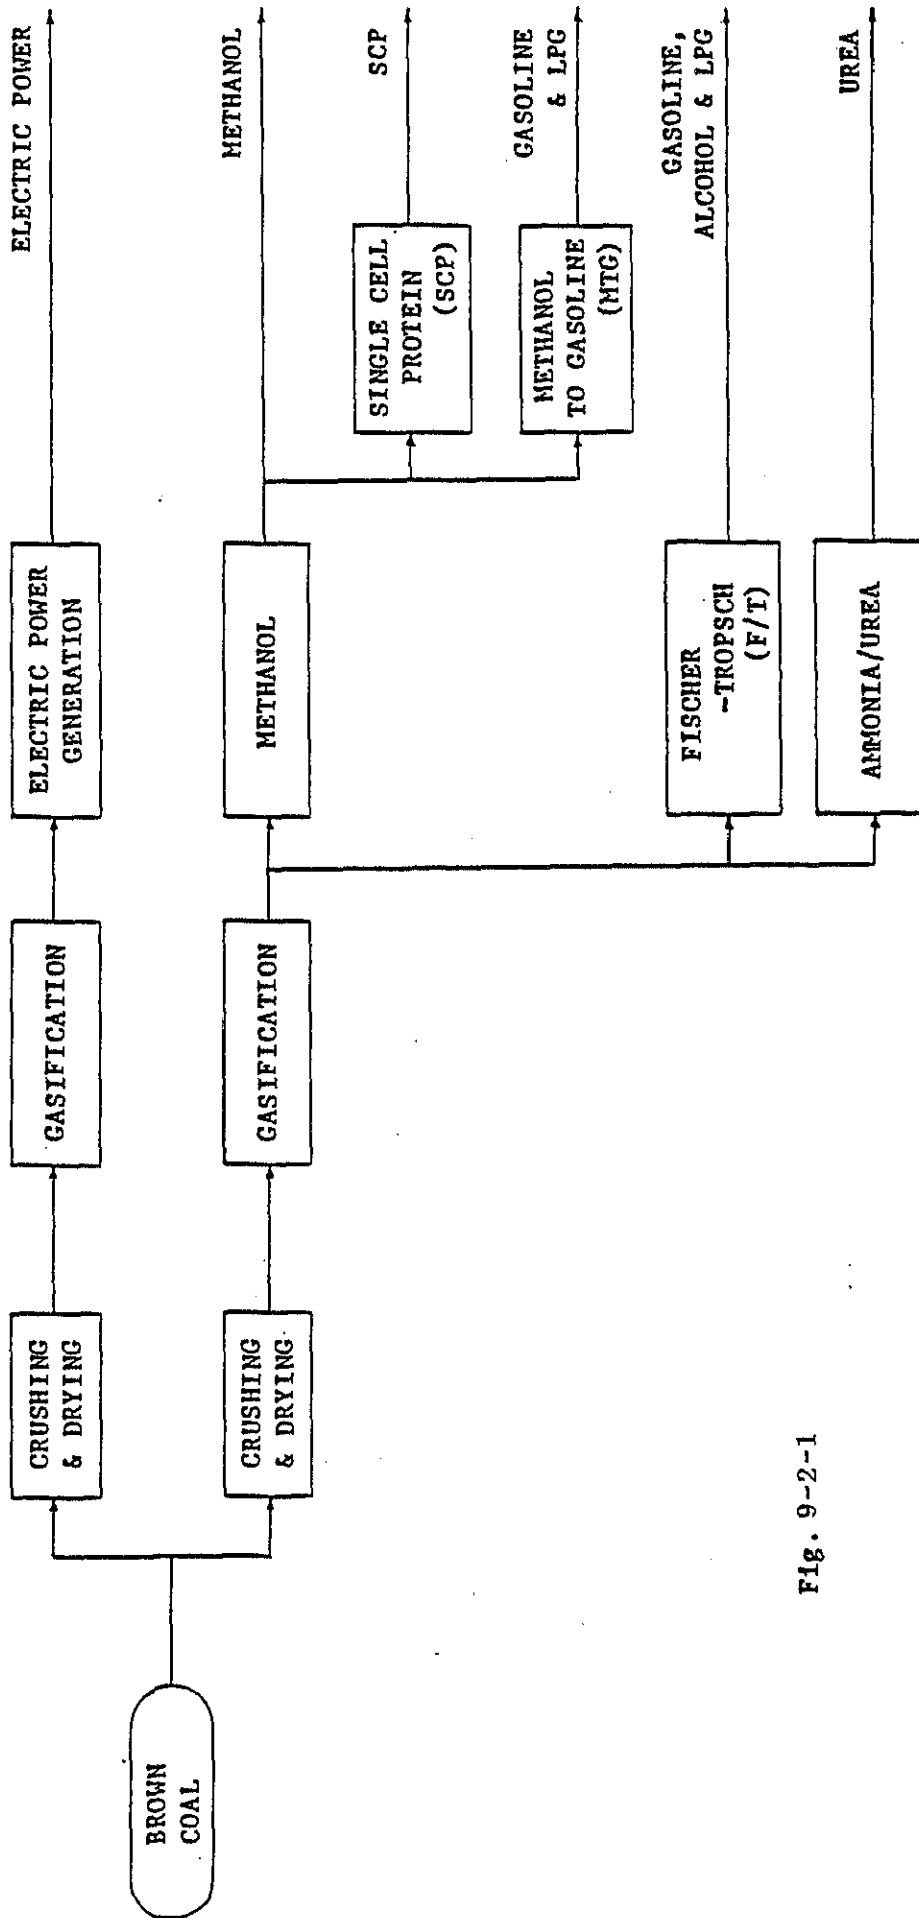 BROWN
COAL
CRUSHING
& DRYING
GASIFICATION
ELECTRIC POWER
GENERATION
ELECTRIC POWER
CRUSHING
& DRYING
GASIFICATION
METHANOL
METHANOL
SINGLE CELL
PROTEIN
(SCP)
SCP
METHANOL
TO GASOLINE
(MTG)
GASOLINE
& LPG
FISCHER
-TROPSCH
(F/T)
GASOLINE,
ALCOHOL & LPG
AMMONIA/UREA
UREA
Fig. 9-2-1